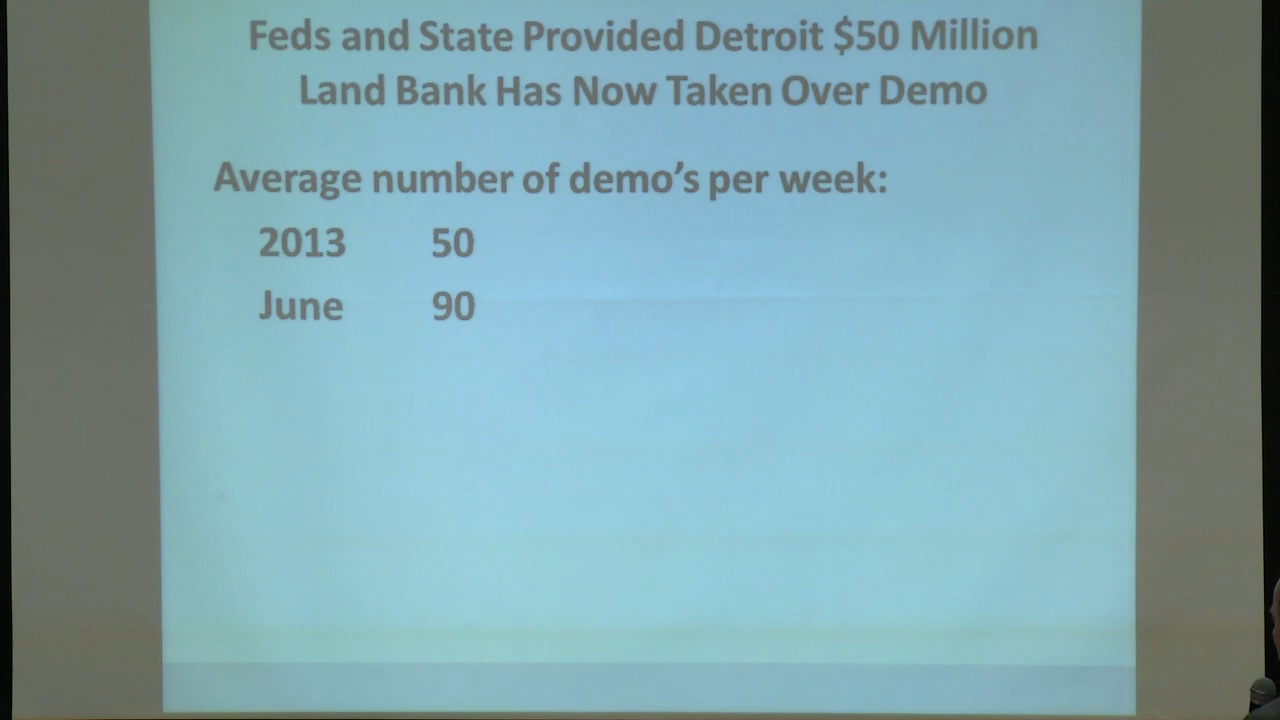 Feds and State Provided Detroit $50 Million
Land Bank Has Now Taken Over Demo
Average number of demo's per week:
2013 50
June 90